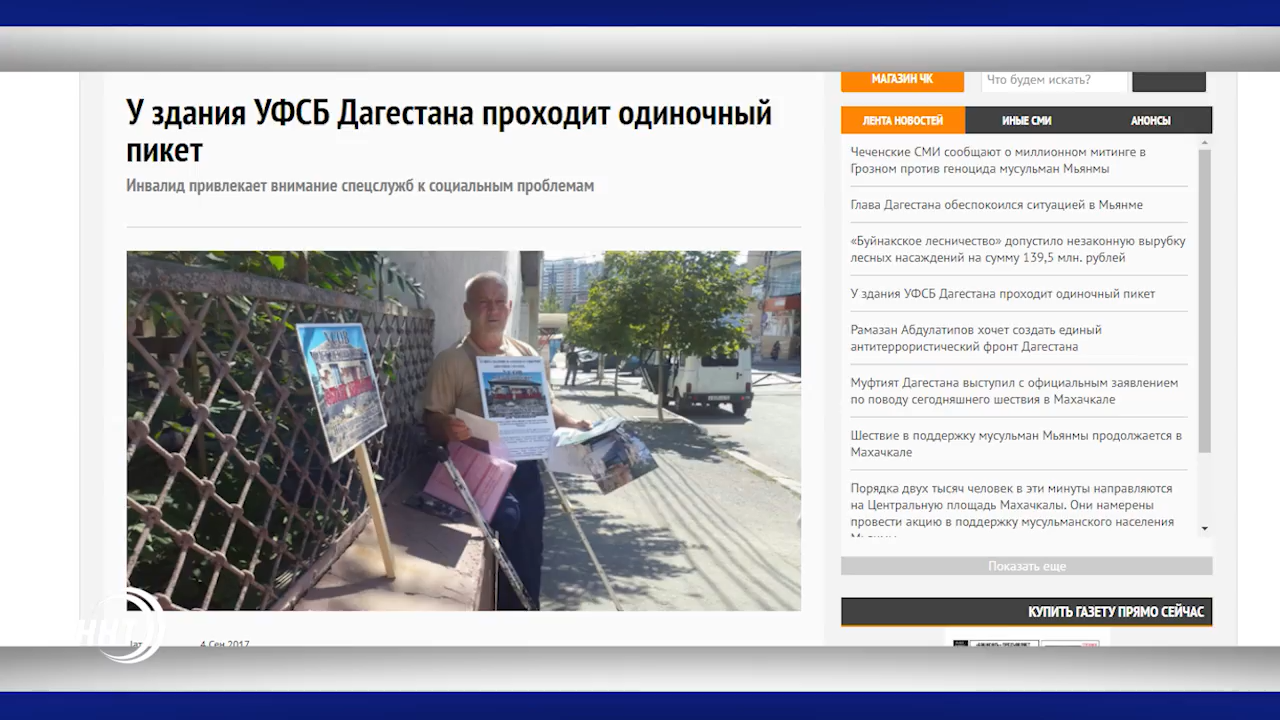 У здания УФСБ Дагестана проходит одиночный
пикет
Инвалид привлекает внимание спецслужб к социальным проблемам
4 Сен 2017
МАГАЗИН ЧК
Что будем искать?
ЛЕНТА НОВОСТЕЙ
ИНЫЕ СМИ
АНОНСЫ
Чеченские СМИ сообщают о миллионном митинге в
Грозном против геноцида мусульман Мьянмы
Глава Дагестана обеспокоился ситуацией в Мьянме
«Буйнакское лесничество» допустило незаконную вырубку
лесных насаждений на сумму 139,5 млн. рублей
У здания УФСБ Дагестана проходит одиночный пикет
Рамазан Абдулатипов хочет создать единый
антитеррористический фронт Дагестана
Муфтият Дагестана выступил с официальным заявлением
по поводу сегодняшнего шествия в Махачкале
Шествие в поддержку мусульман Мьянмы продолжается в
Махачкале
Порядка двух тысяч человек в эти минуты направляются
на Центральную площадь Махачкалы. Они намерены
провести акцию в поддержку мусульманского населения
Показать еще
КУПИТЬ ГАЗЕТУ ПРЯМО СЕЙЧАС
ННТ